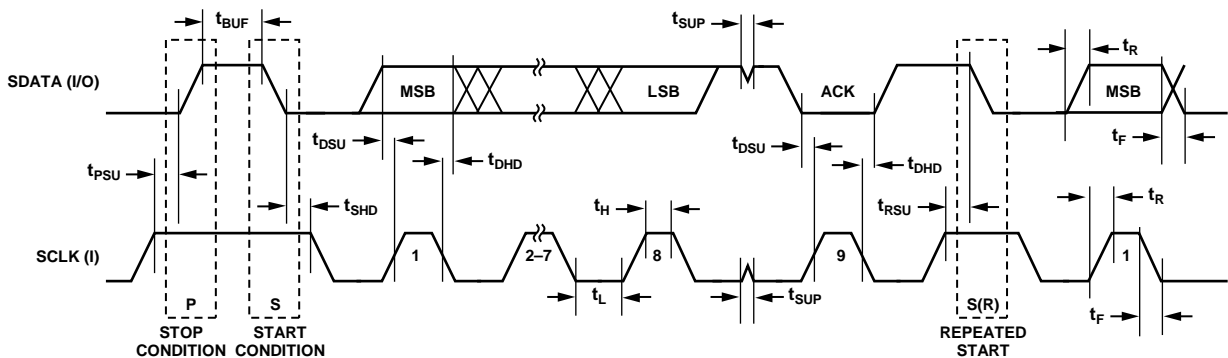 tBUF
tSUP
tR
SDATA (I/O)
MSB
LSB
ACK
MSB
tDSU
tDHD
tDSU
tDHD
tF
tPSU
tSHD
tH
tRSU
tR
SCLK (I)
1
2–7
8
9
1
P
S
tL
tSUP
S(R)
tF
STOP
CONDITION
START
CONDITION
REPEATED
START